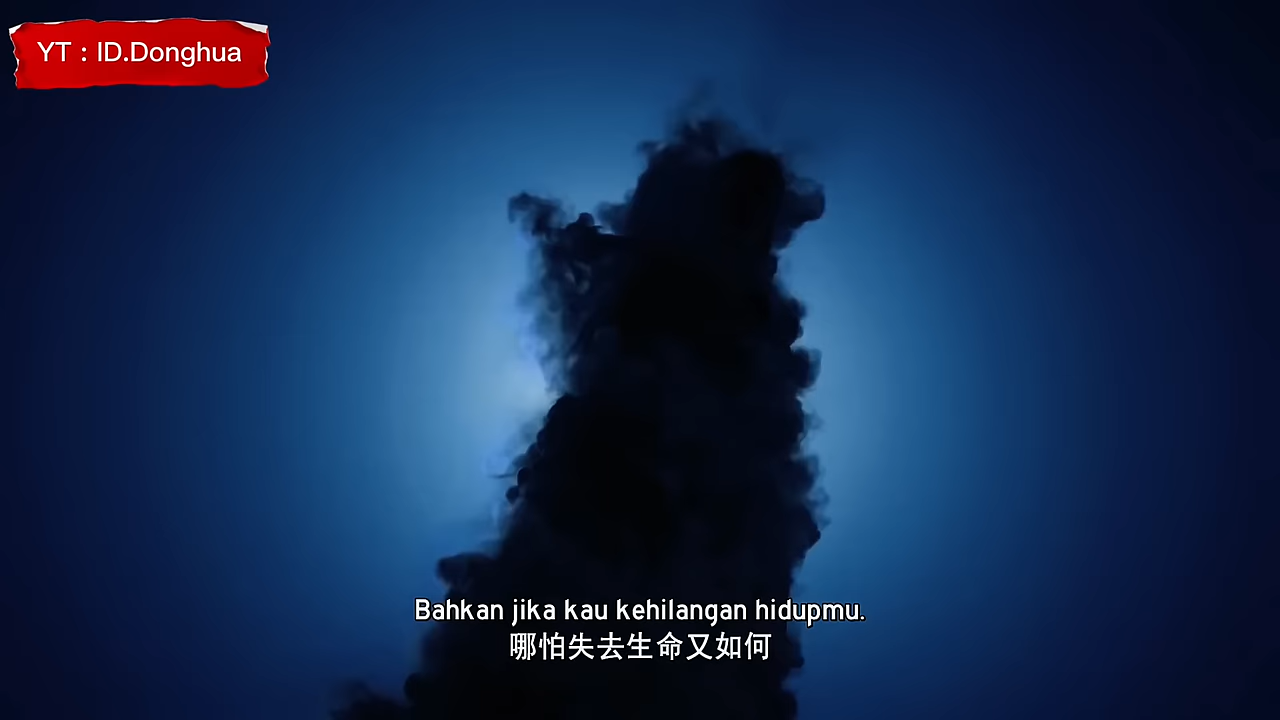 YT : ID.Donghua
Bahkan jika kau kehilangan hidupmu.
哪怕失去生命又如何